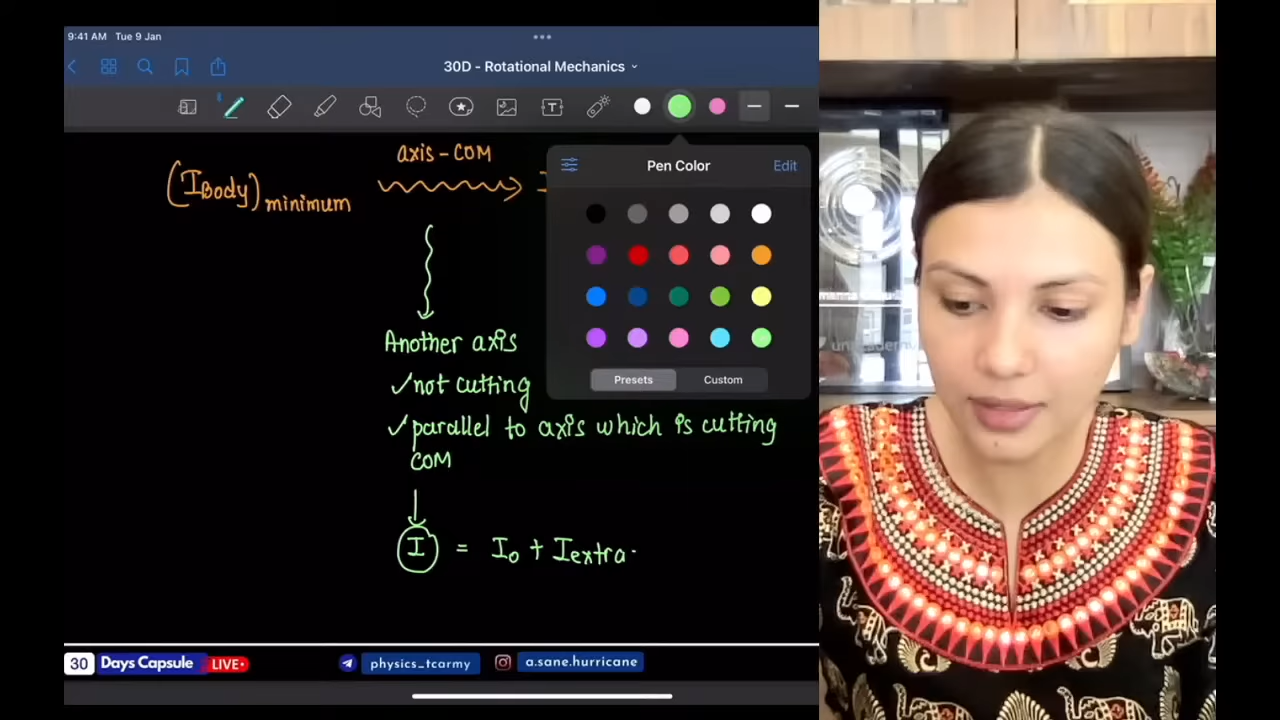 9:41 AM Tue 9 Jan
30D - Rotational Mechanics
axis-COM
(I Body) minimum
Pen Color
Edit
Another axis
✓not cutting
✓parallel to axis which is cutting
COM
Presets
Custom
I = I₀ + Iextra
30 Days Capsule LIVE
physics_tcarmy
a.sane.hurricane